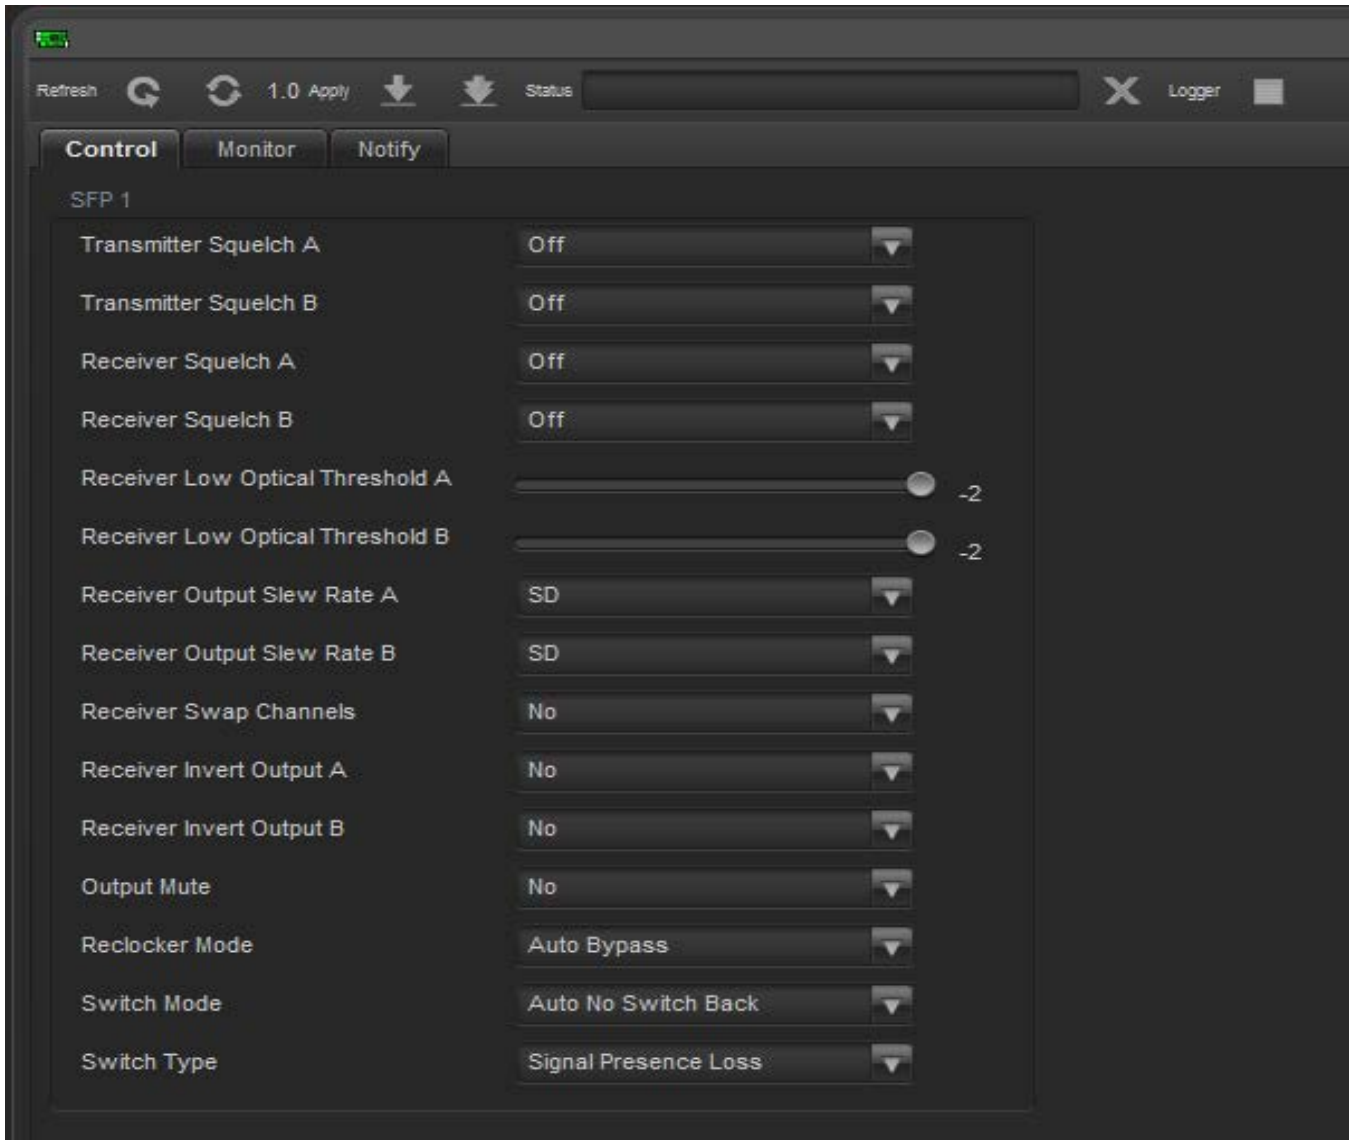 Refresh 1.0 Apply Status Logger
Control Monitor Notify
SFP 1
Transmitter Squelch A Off
Transmitter Squelch B Off
Receiver Squelch A Off
Receiver Squelch B Off
Receiver Low Optical Threshold A -2
Receiver Low Optical Threshold B -2
Receiver Output Slew Rate A SD
Receiver Output Slew Rate B SD
Receiver Swap Channels No
Receiver Invert Output A No
Receiver Invert Output B No
Output Mute No
Reclocker Mode Auto Bypass
Switch Mode Auto No Switch Back
Switch Type Signal Presence Loss